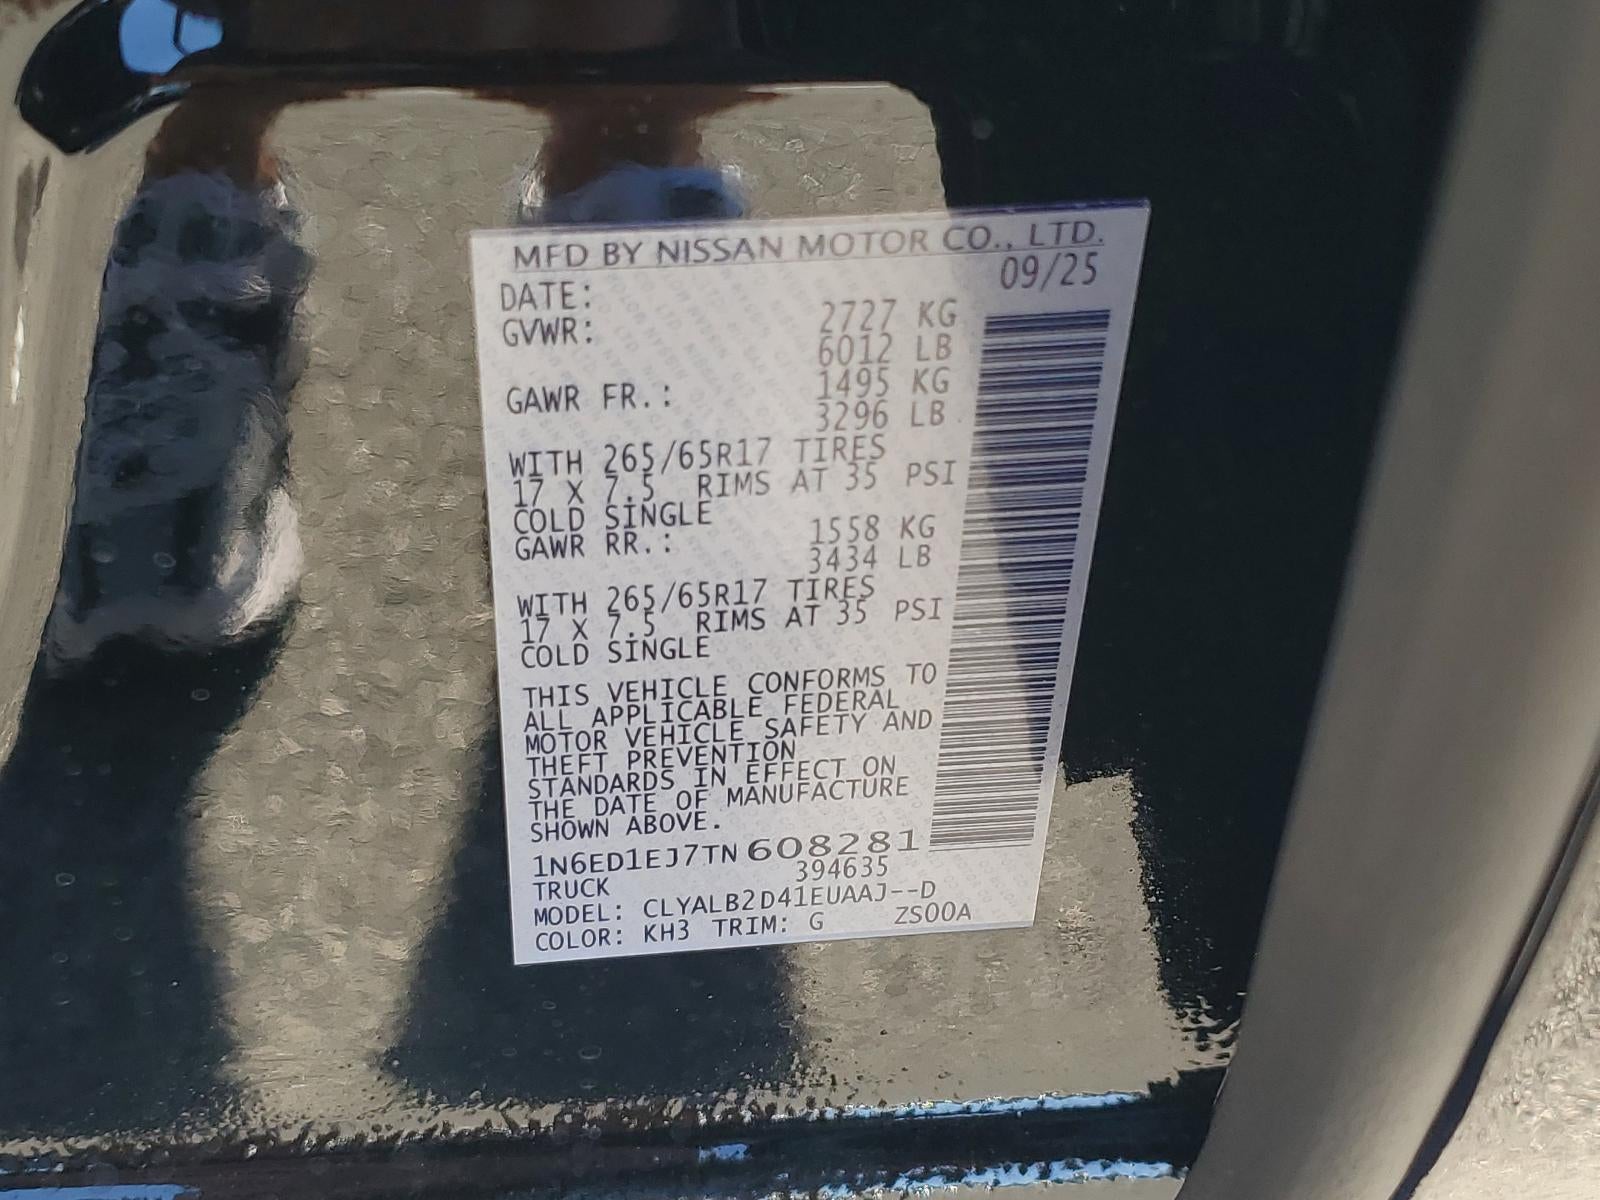 MFD BY NISSAN MOTOR CO., LTD.
DATE: 09/25
GVWR: 2727 KG
6012 LB
GAWR FR.: 1495 KG
3296 LB
WITH 265/65R17 TIRES
17 X 7.5 RIMS AT 35 PSI
COLD SINGLE
GAWR RR.: 1558 KG
3434 LB
WITH 265/65R17 TIRES
17 X 7.5 RIMS AT 35 PSI
COLD SINGLE
THIS VEHICLE CONFORMS TO
ALL APPLICABLE FEDERAL
MOTOR VEHICLE SAFETY AND
THEFT PREVENTION
STANDARDS IN EFFECT ON
THE DATE OF MANUFACTURE
SHOWN ABOVE.
1N6ED1EJ7TN608281
TRUCK 394635
MODEL: CLYALB2D41EUAAJ--D
COLOR: KH3 TRIM: G ZS00A